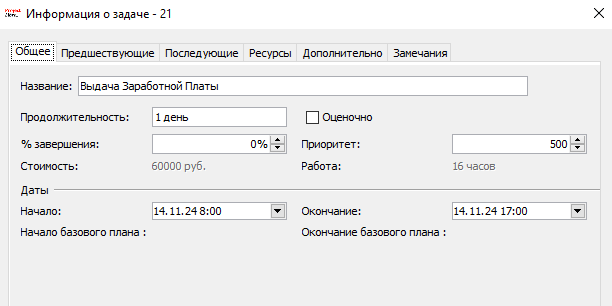 Информация о задаче - 21
Общее Предшествующие Последующие Ресурсы Дополнительно Замечания
Название: Выдача Заработной Платы
Продолжительность: 1 день Оценочно
% завершения: 0% Приоритет: 500
Стоимость: 60000 руб. Работа: 16 часов
Даты
Начало: 14.11.24 8:00 Окончание: 14.11.24 17:00
Начало базового плана : Окончание базового плана :